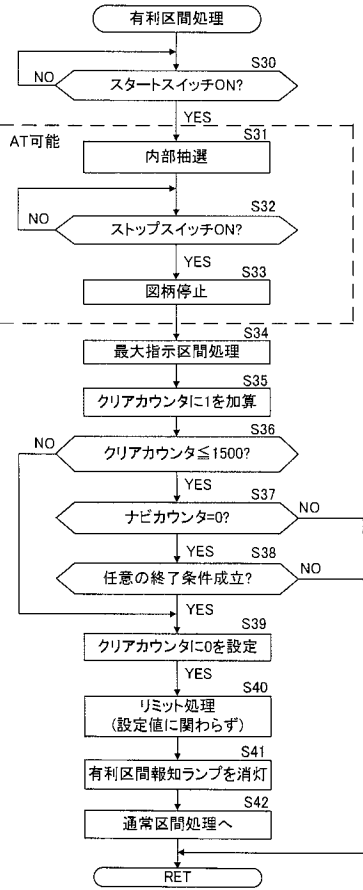 有利区間処理
S30
NO
スタートスイッチON?
YES
S31
AT可能
内部抽選
S32
NO
ストップスイッチON?
YES
S33
図柄停止
S34
最大指示区間処理
S35
クリアカウンタに1を加算
S36
NO
クリアカウンタ≦1500?
YES
S37
ナビカウンタ=0?
NO
YES
S38
任意の終了条件成立?
NO
YES
S39
クリアカウンタに0を設定
YES
S40
リミット処理
(設定値に関わらず)
S41
有利区間報知ランプを消灯
S42
通常区間処理へ
RET